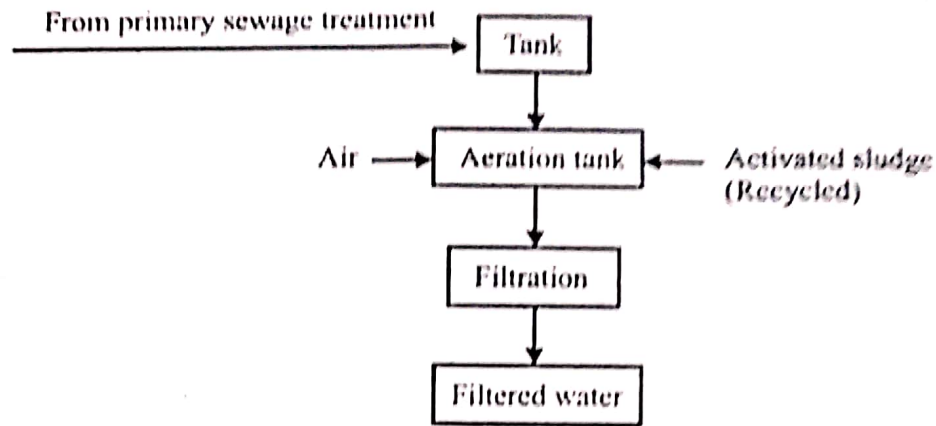 From primary sewage treatment
Tank
Air
Aeration tank
Activated sludge
(Recycled)
Filtration
Filtered water